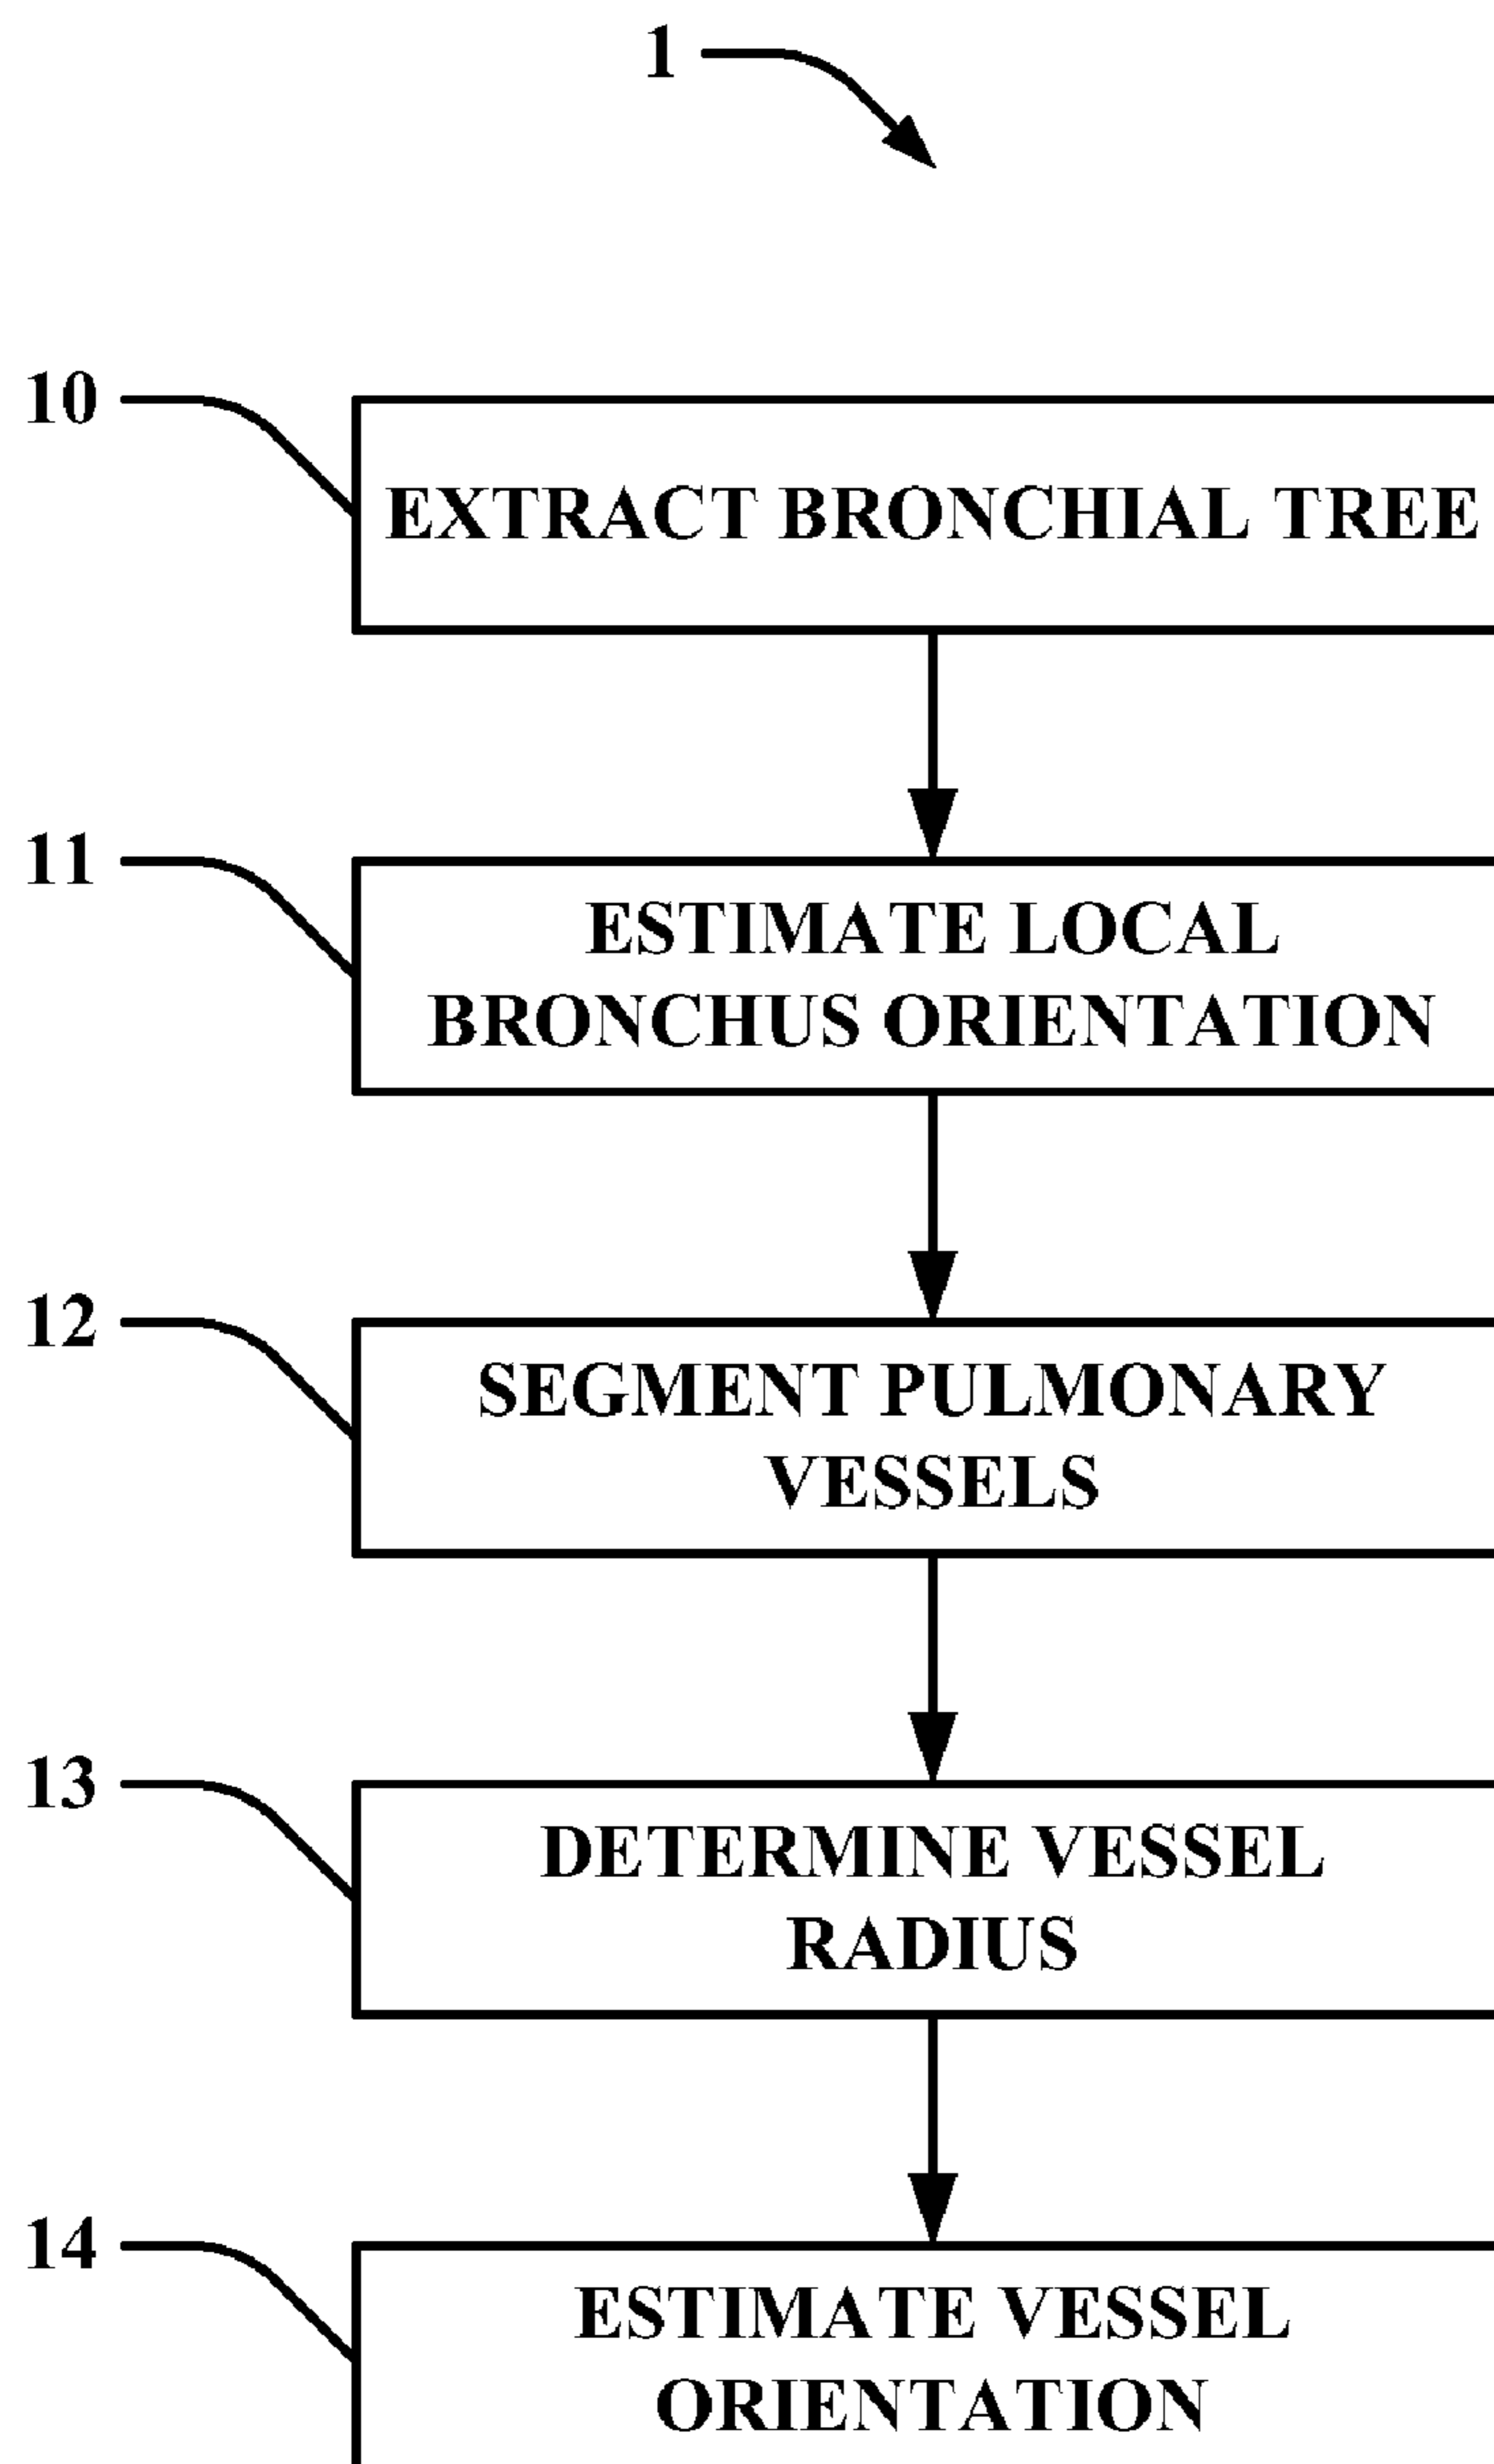 1
10
EXTRACT BRONCHIAL TREE
11
ESTIMATE LOCAL
BRONCHUS ORIENTATION
12
SEGMENT PULMONARY
VESSELS
13
DETERMINE VESSEL
RADIUS
14
ESTIMATE VESSEL
ORIENTATION